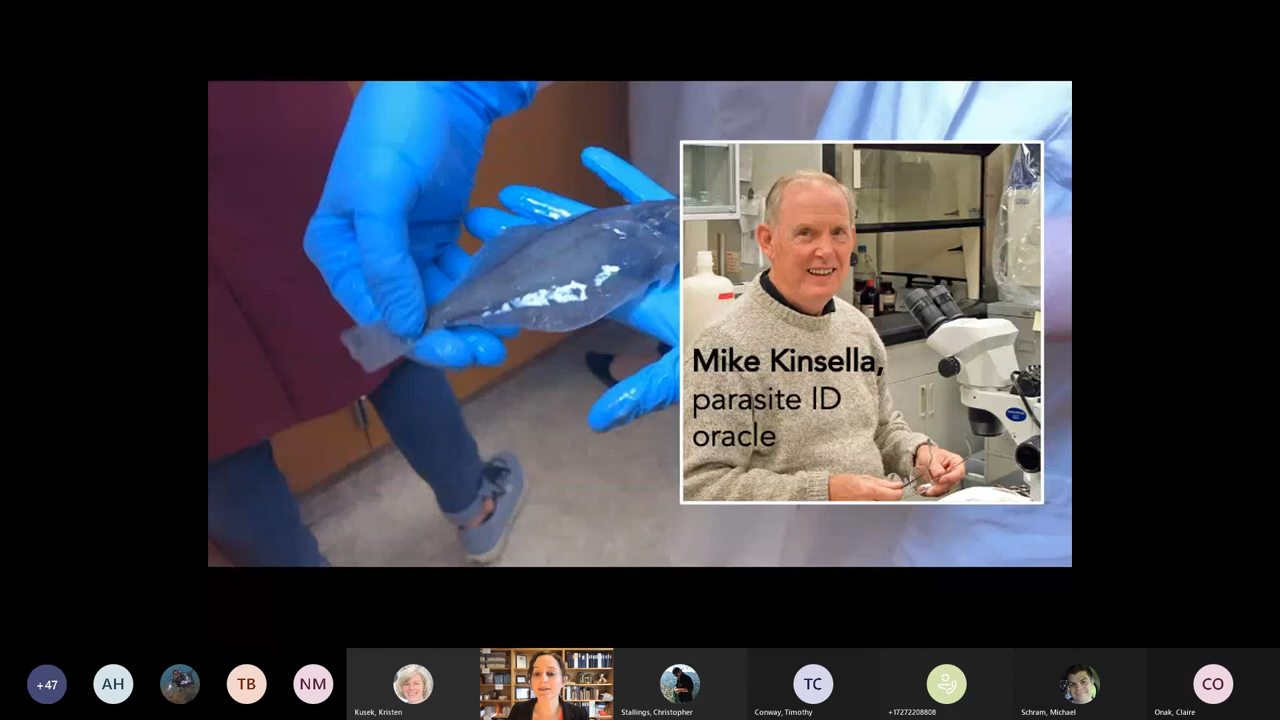 Mike Kinsella,
parasite ID
oracle
+47
AH
TB
NM
Kusek, Kristen
Stallings, Christopher
TC
Conway, Timothy
+17272208808
Schram, Michael
CO
Onak, Claire